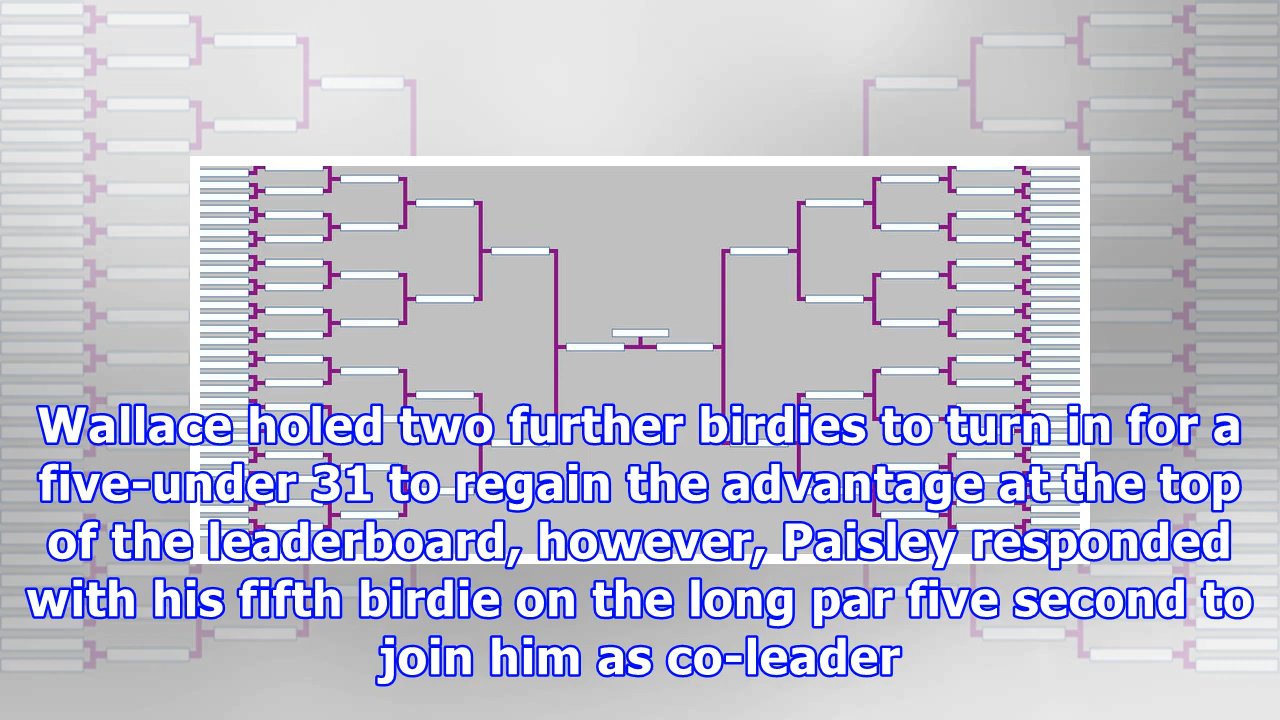 Wallace holed two further birdies to turn in for a
five-under 31 to regain the advantage at the top
of the leaderboard, however, Paisley responded
with his fifth birdie on the long par five second to
join him as co-leader